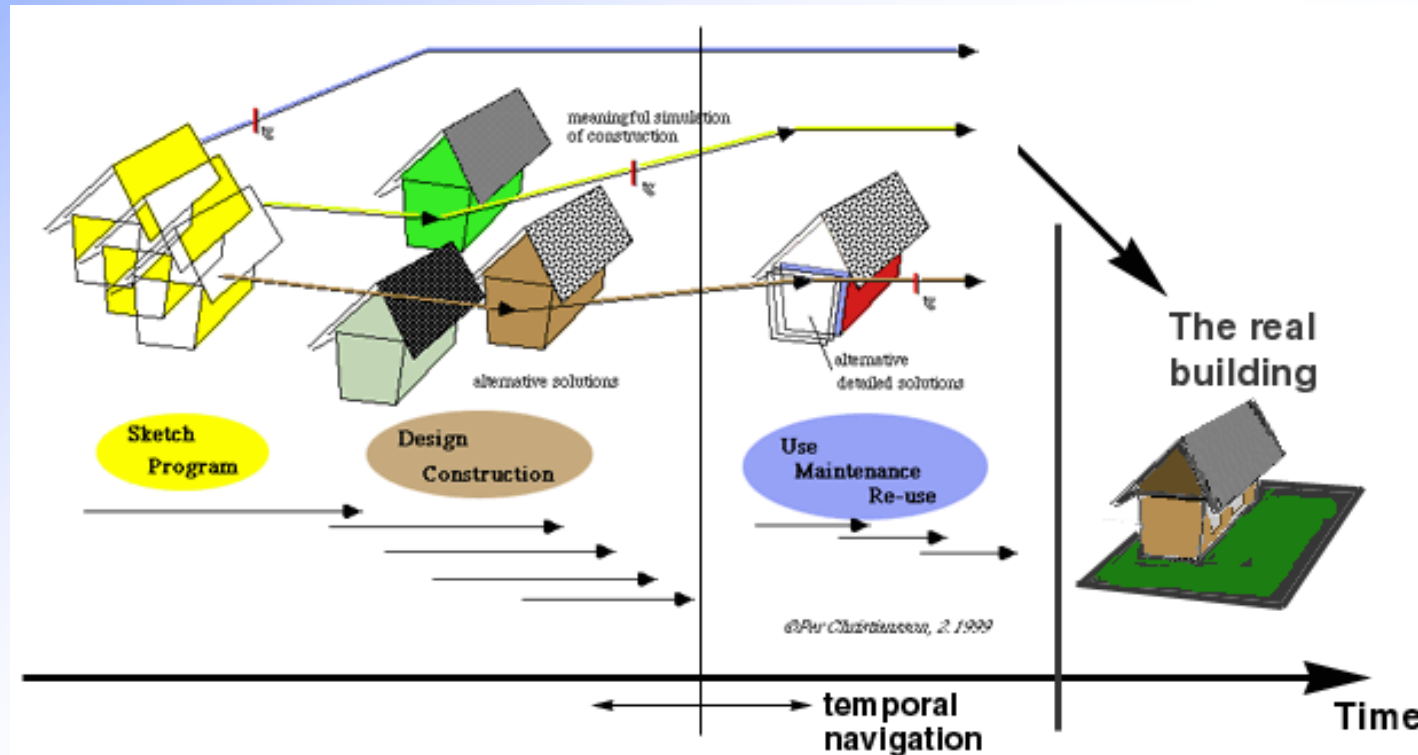 tg
meaningful simulation
of construction
tg
tg
alternative solutions
alternative
detailed solutions
The real
building
Sketch
Program
Design
Construction
Use
Maintenance
Re-use
©Per Christiansson, 2.1999
temporal
navigation
Time